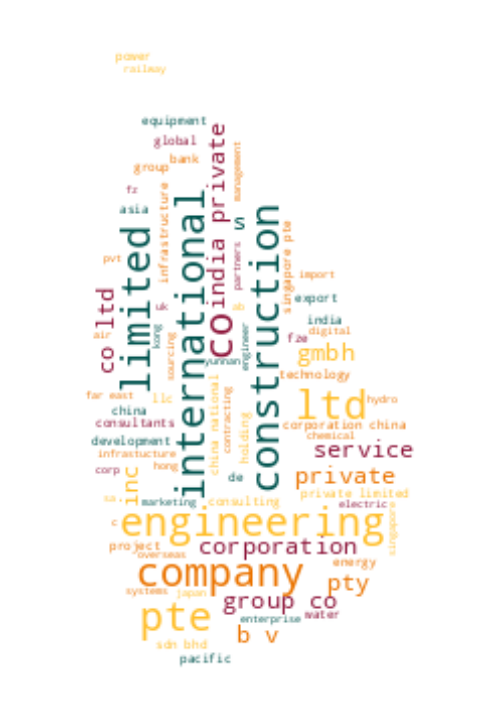 power
railway
equipment
global
bank
group
fz
asia
pvt
infrastructure
india private
management
limited
international
co
s
partners
construction
singapore pte
import
export
india
digital
fze
gmbh
technology
co ltd
air
uk
kong
sourcing
yunnan
ab
engineer
far east
llc
china
consultants
development
infrastucture
hong
corp
inc
china national
contracting
holding
de
ltd
hydro
corporation china
chemical
service
private
private limited
electric
singapore
sa
marketing
consulting
c
engineering
project
overseas
corporation
energy
company
pty
systems
japan
group co
water
pte
enterprise
b v
sdn bhd
pacific